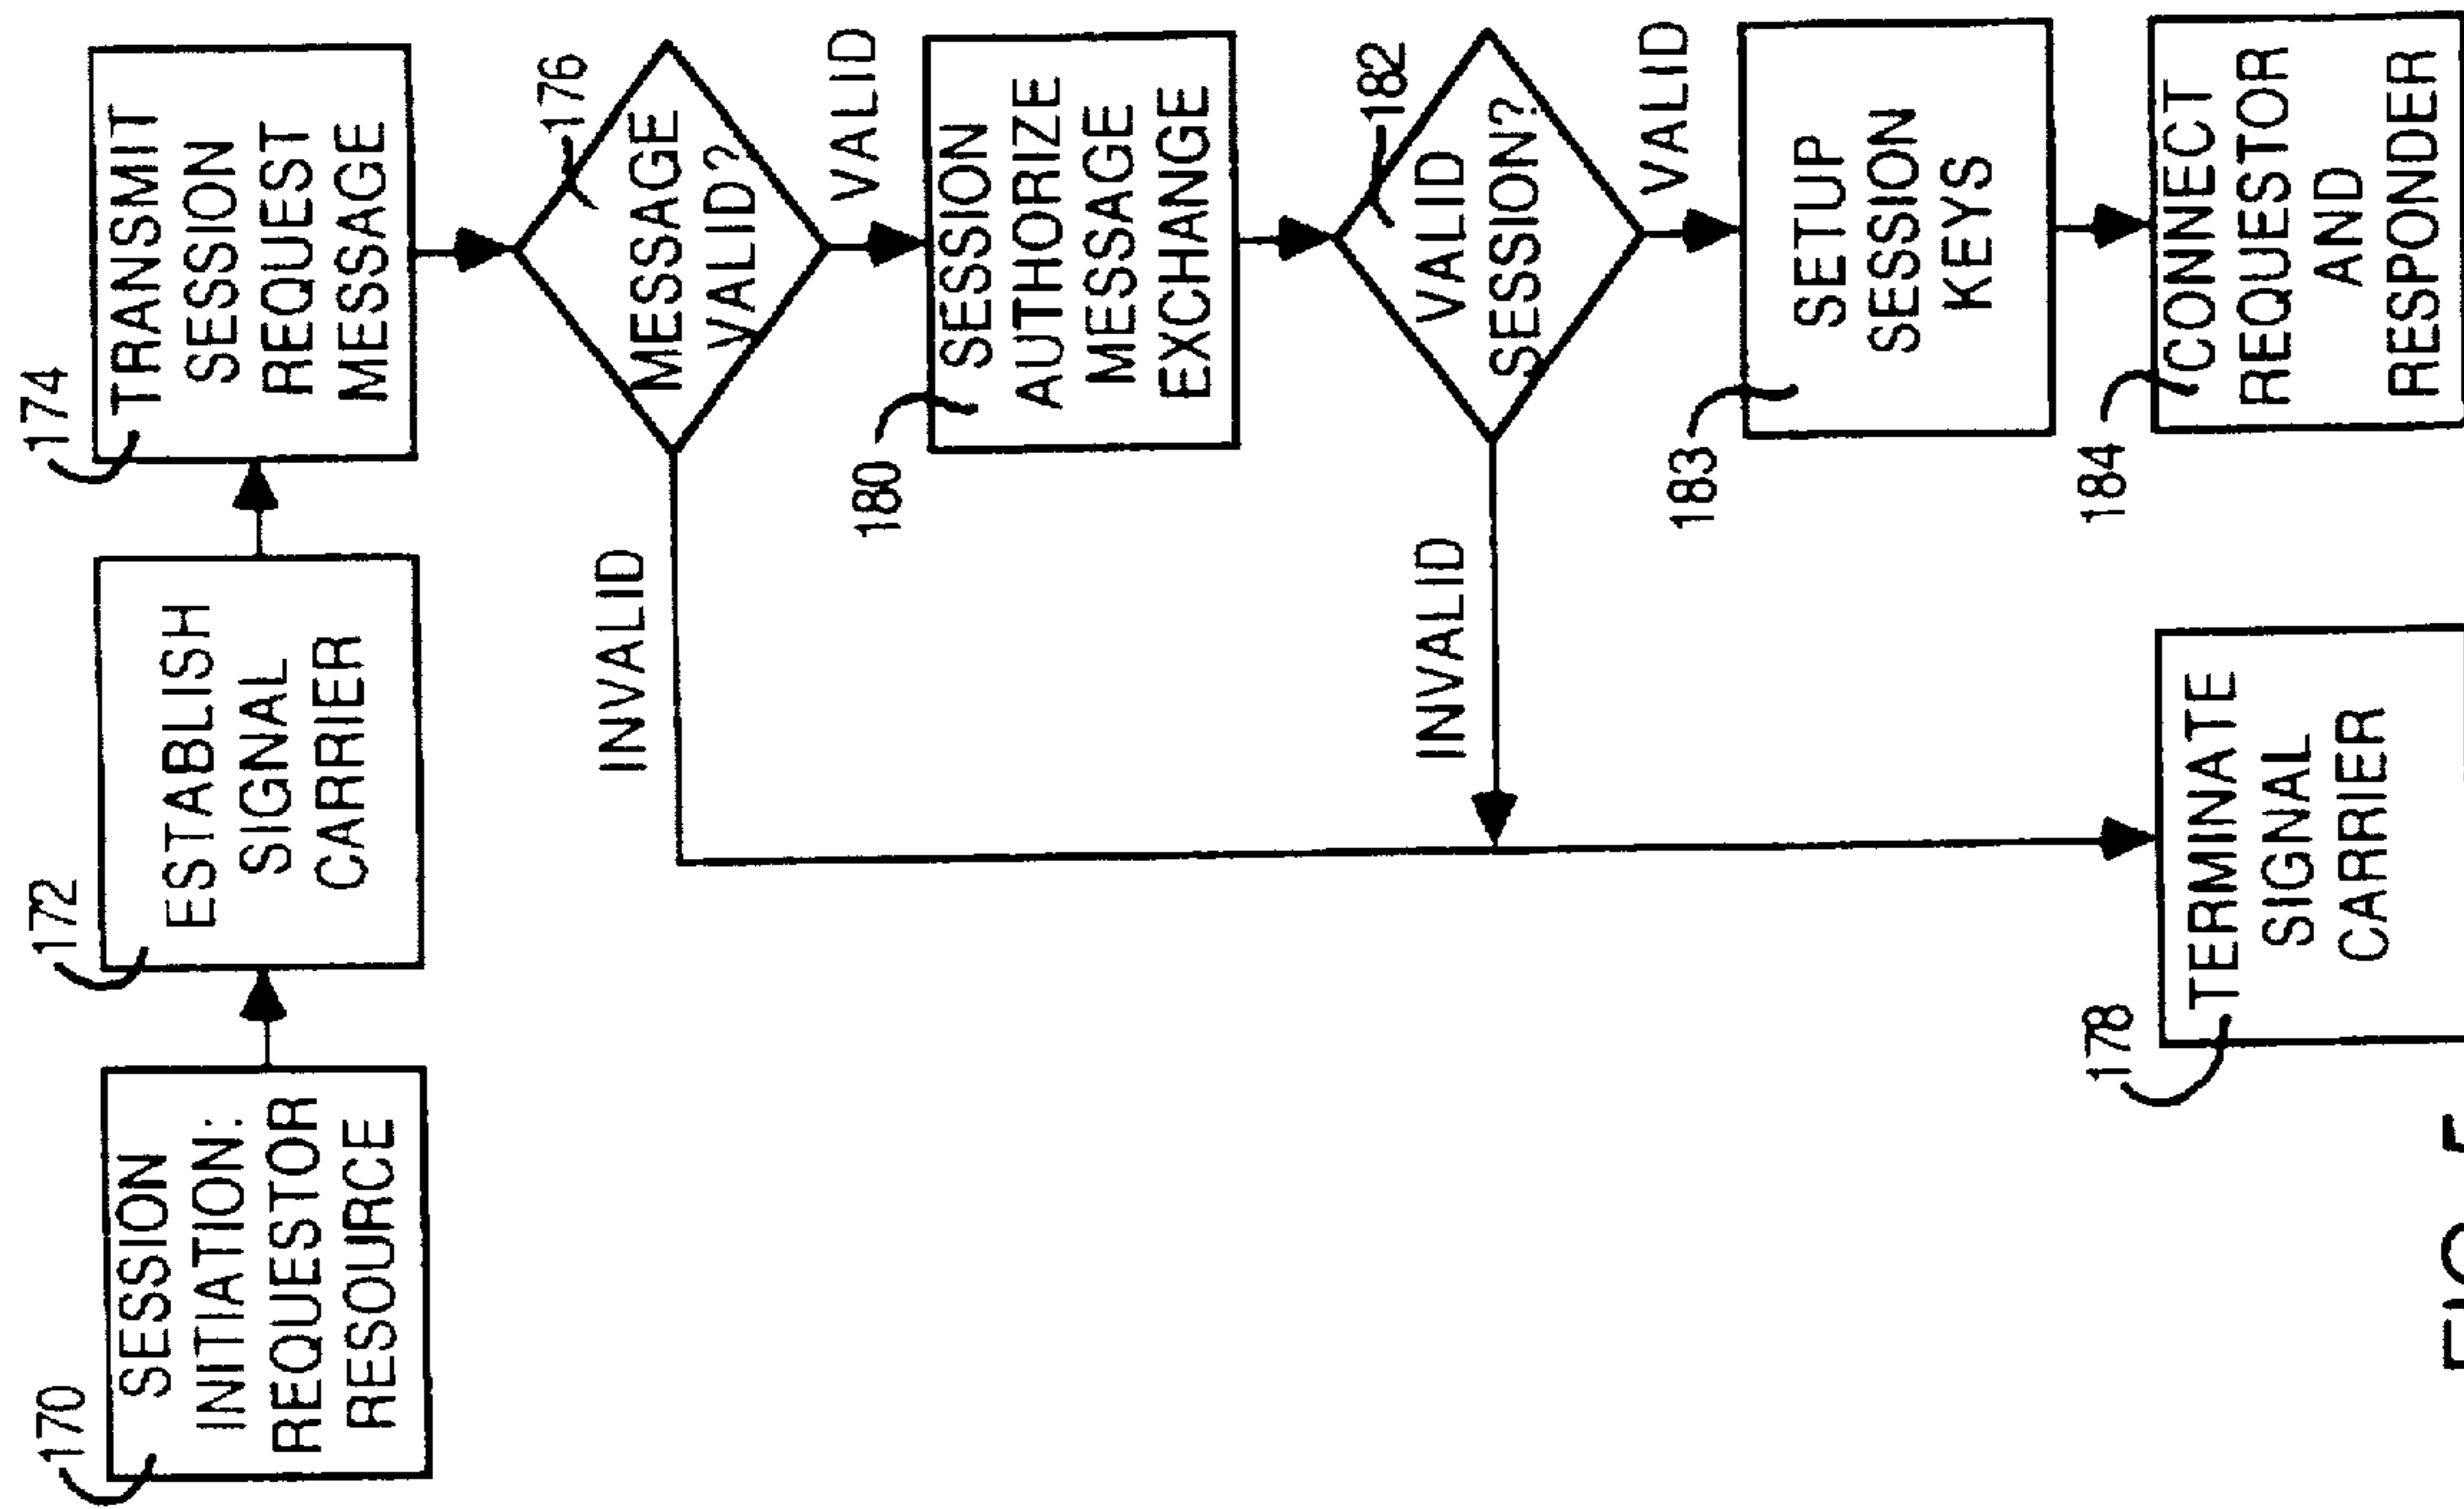 170
SESSION
INITIATION:
REQUESTOR
RESOURCE
172
ESTABLISH
SIGNAL
CARRIER
174
TRANSMIT
SESSION
REQUEST
MESSAGE
176
MESSAGE
VALID?
INVALID
VALID
180
SESSION
AUTHORIZE
MESSAGE
EXCHANGE
182
VALID
SESSION?
INVALID
VALID
183
SETUP
SESSION
KEYS
178
TERMINATE
SIGNAL
CARRIER
184
CONNECT
REQUESTOR
AND
RESPONDER